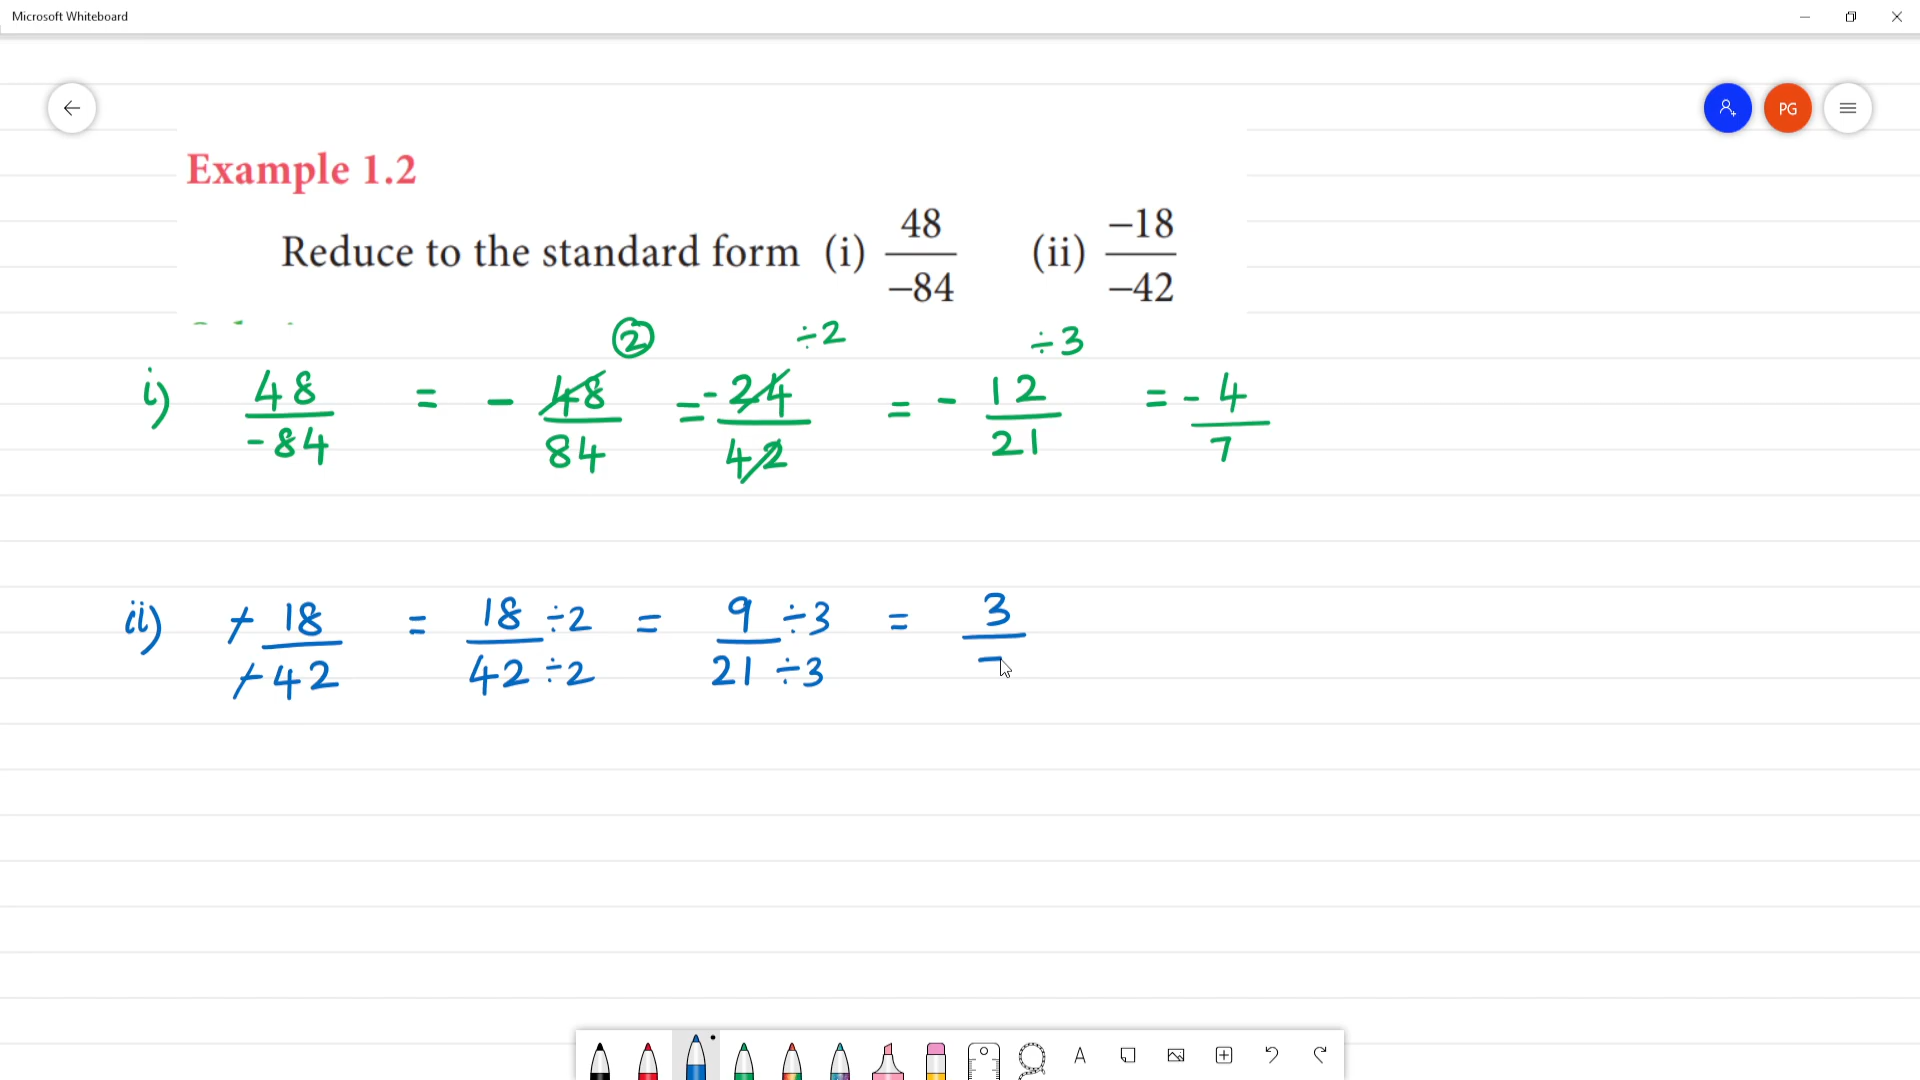 Microsoft Whiteboard
PG
Example 1.2
Reduce to the standard form (i) 48/−84 (ii) −18/−42
② ÷2 ÷3
i) 48/-84 = - 48/84 = -24/42 = - 12/21 = - 4/7
ii) -18/-42 = 18÷2/42÷2 = 9÷3/21÷3 = 3/
A